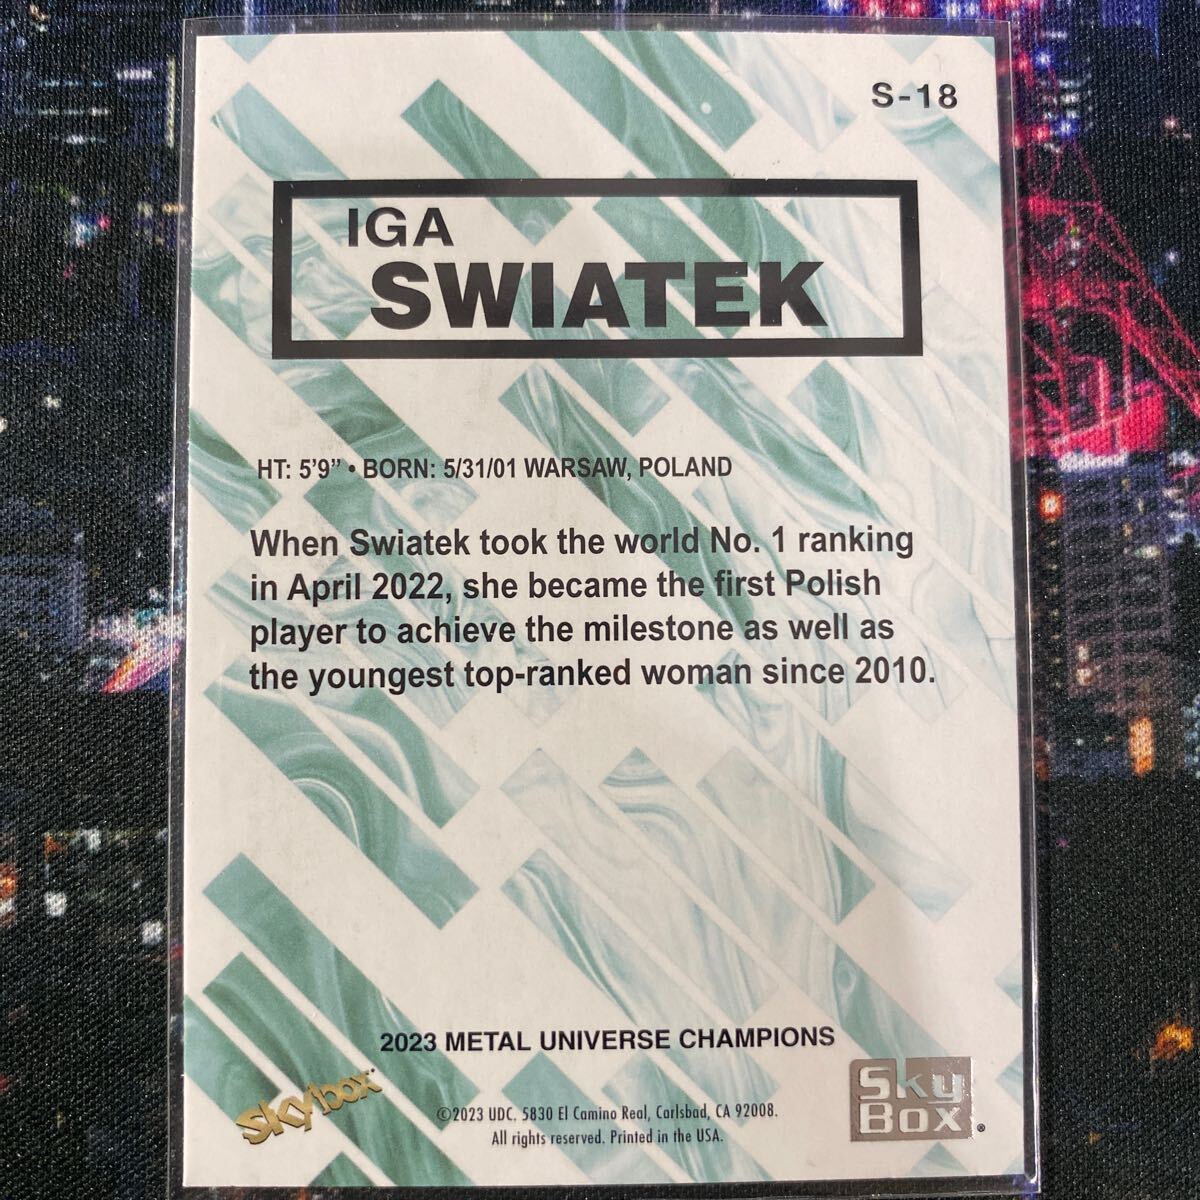 S-18
IGA
SWIATEK
HT: 5'9" • BORN: 5/31/01 WARSAW, POLAND
When Swiatek took the world No. 1 ranking
in April 2022, she became the first Polish
player to achieve the milestone as well as
the youngest top-ranked woman since 2010.
2023 METAL UNIVERSE CHAMPIONS
skybox
Sky
Box®
©2023 UDC. 5830 El Camino Real, Carlsbad, CA 92008.
All rights reserved. Printed in the USA.